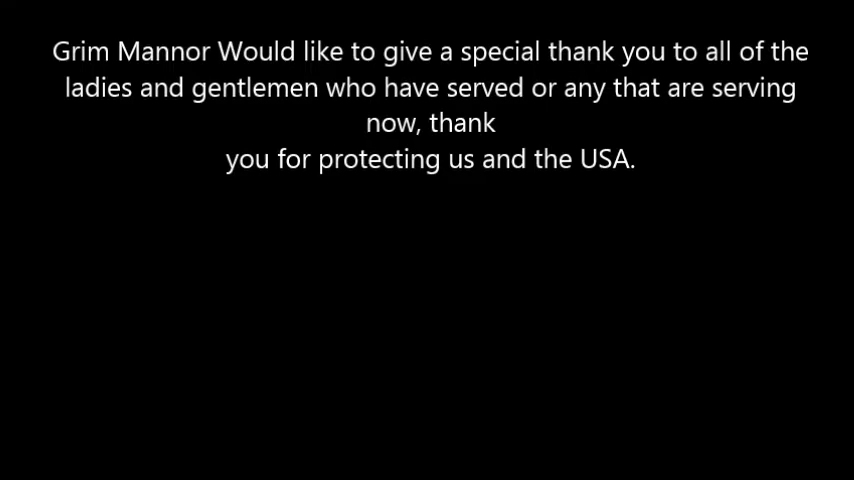 Grim Mannor Would like to give a special thank you to all of the
ladies and gentlemen who have served or any that are serving
now, thank
you for protecting us and the USA.